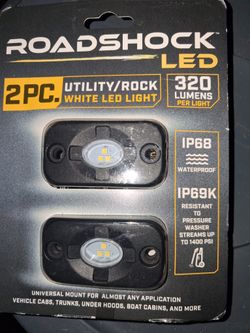 ROADSHOCK™
LED
2PC.
UTILITY/ROCK
WHITE LED LIGHT
320
LUMENS
PER LIGHT
IP68
WATERPROOF
IP69K
RESISTANT
TO PRESSURE
WASHER
STREAMS UP
TO 1400 PSI
UNIVERSAL MOUNT FOR ALMOST ANY APPLICATION
VEHICLE CABS, TRUNKS, UNDER HOODS, BOAT CABINS, AND MORE